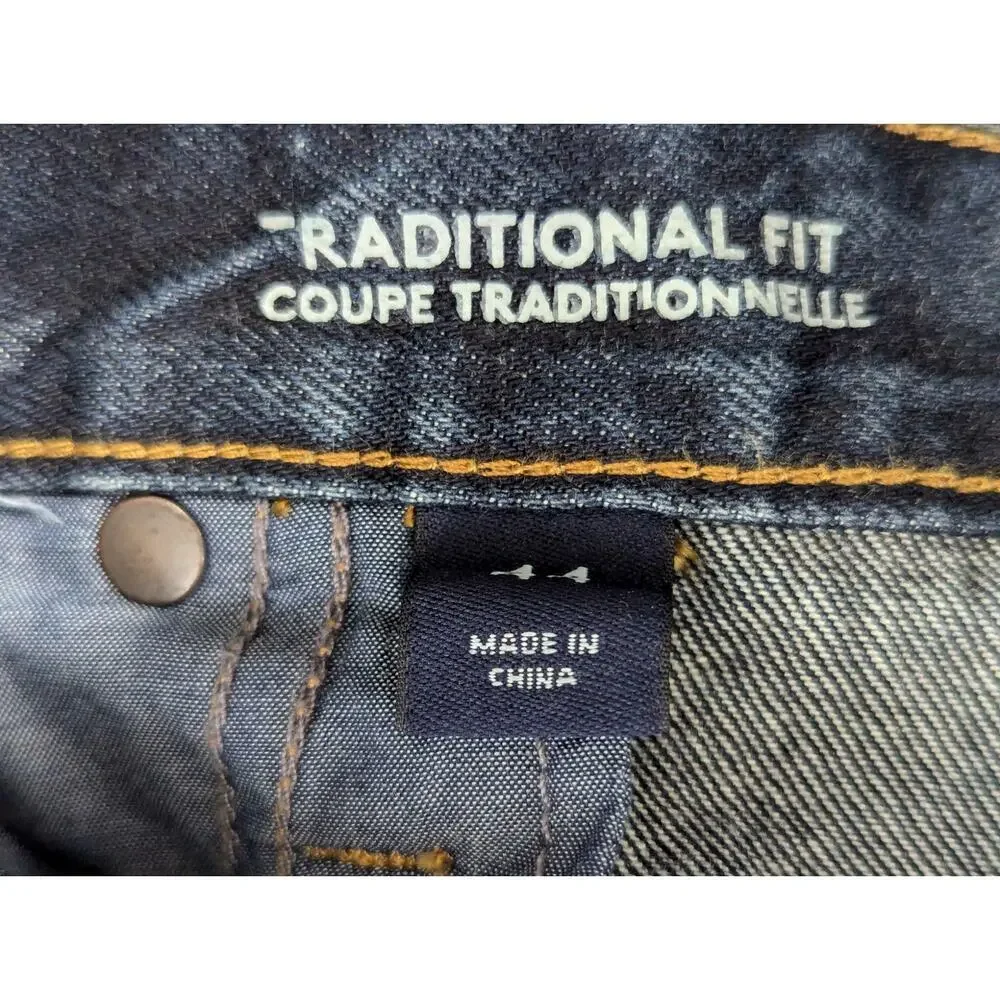 TRADITIONAL FIT
COUPE TRADITIONNELLE
44
MADE IN
CHINA